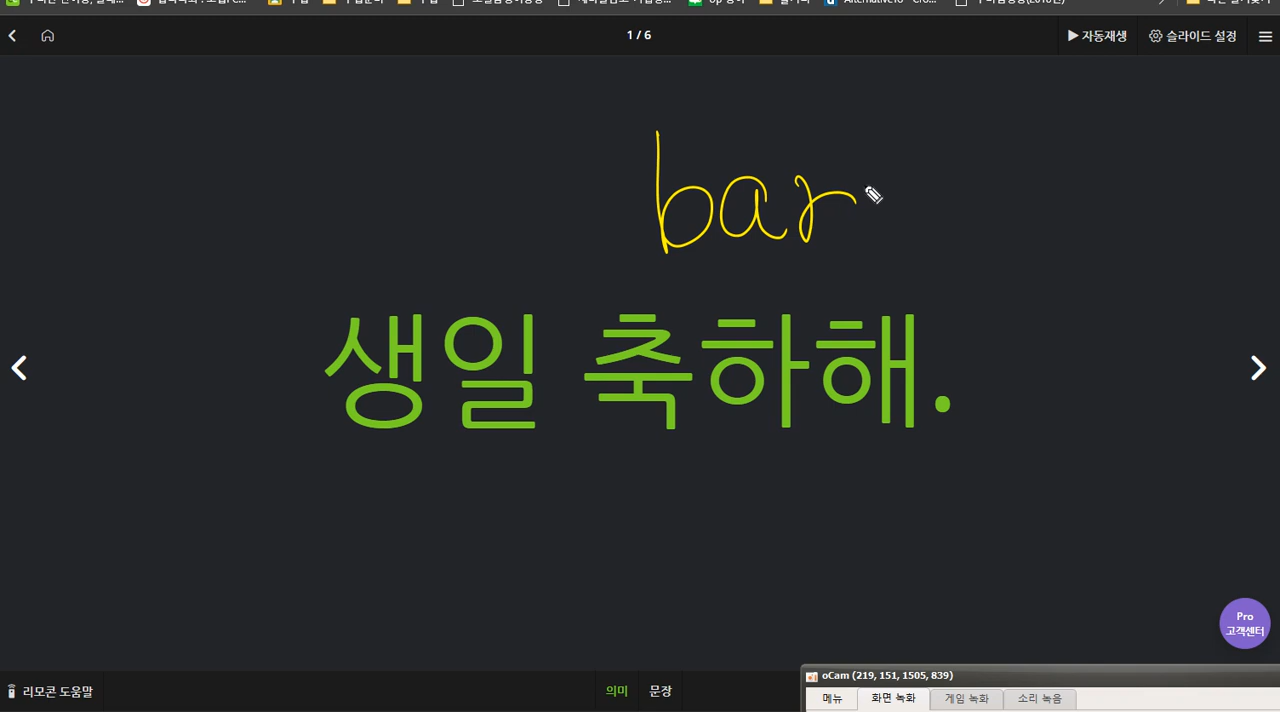 1 / 6
자동재생
슬라이드 설정
bar
생일 축하해.
Pro
고객센터
리모콘 도움말
의미
문장
oCam (219, 151, 1505, 839)
메뉴
화면 녹화
게임 녹화
소리 녹음